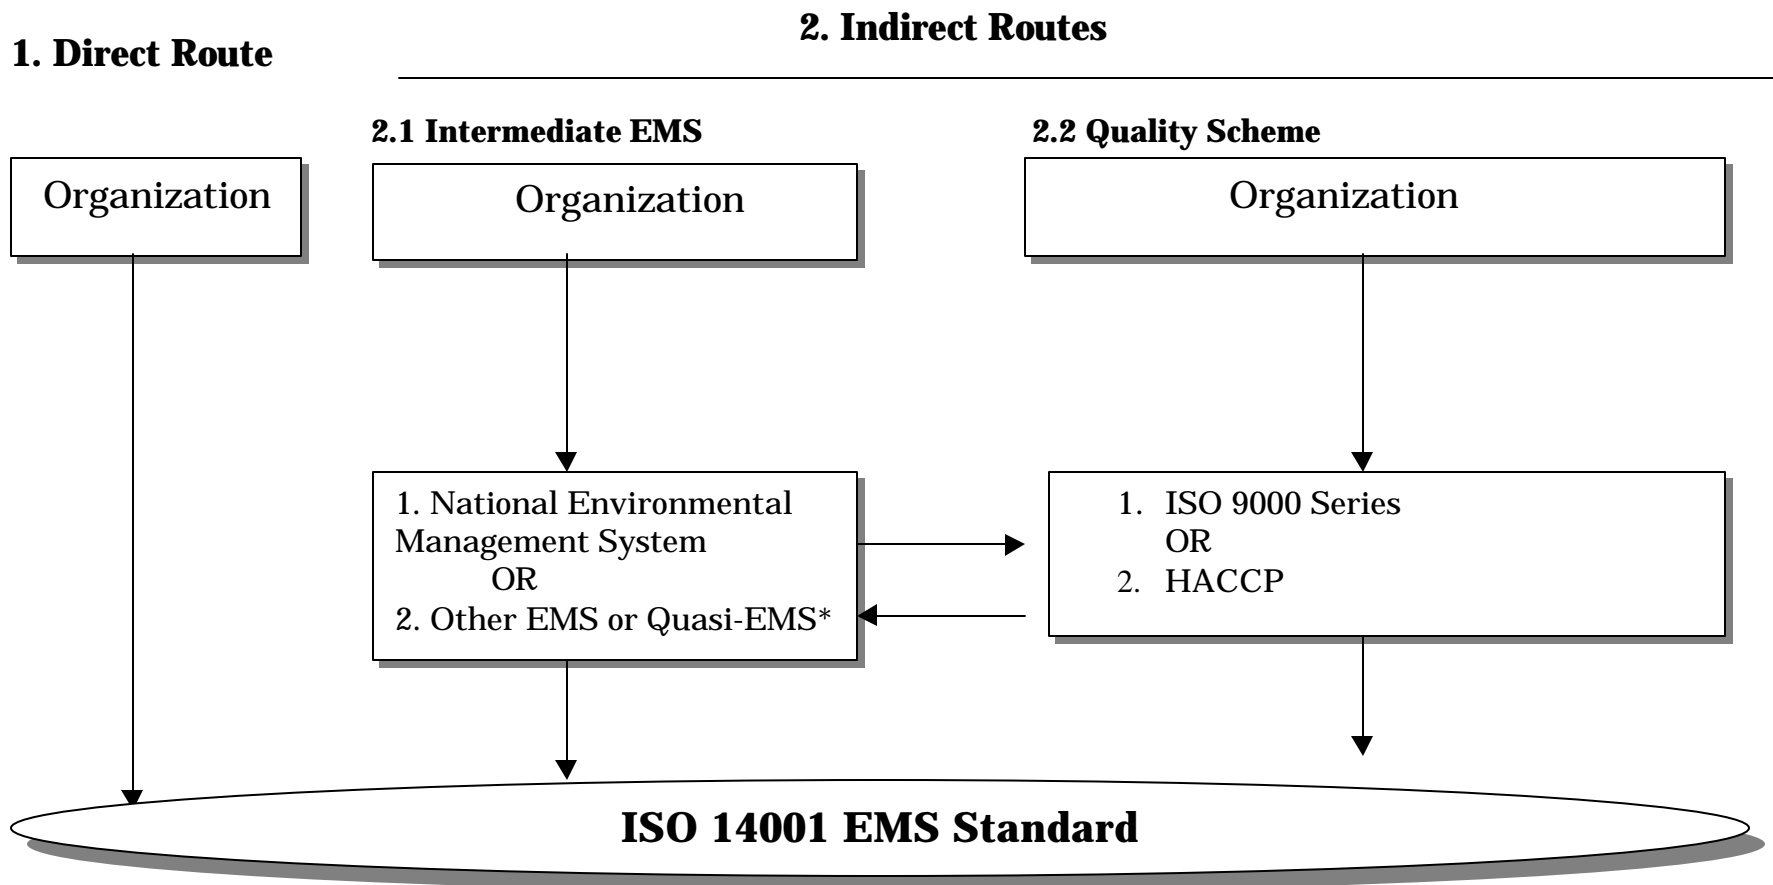 2. Indirect Routes
1. Direct Route
2.1 Intermediate EMS
2.2 Quality Scheme
Organization
Organization
Organization
1. National Environmental
Management System
OR
2. Other EMS or Quasi-EMS*
1. ISO 9000 Series
OR
2. HACCP
ISO 14001 EMS Standard